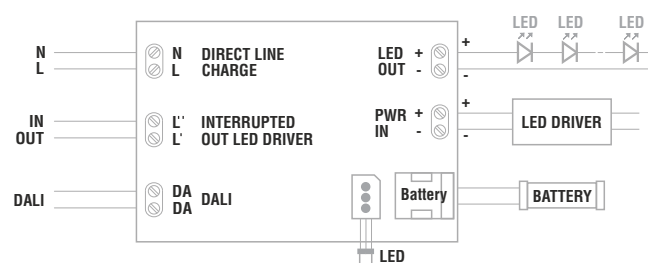 LED LED LED
N N DIRECT LINE LED + +
L L CHARGE OUT - -
IN L'' INTERRUPTED PWR + +
OUT L' OUT LED DRIVER IN - -
LED DRIVER
DALI DA DALI
DA
Battery BATTERY
LED